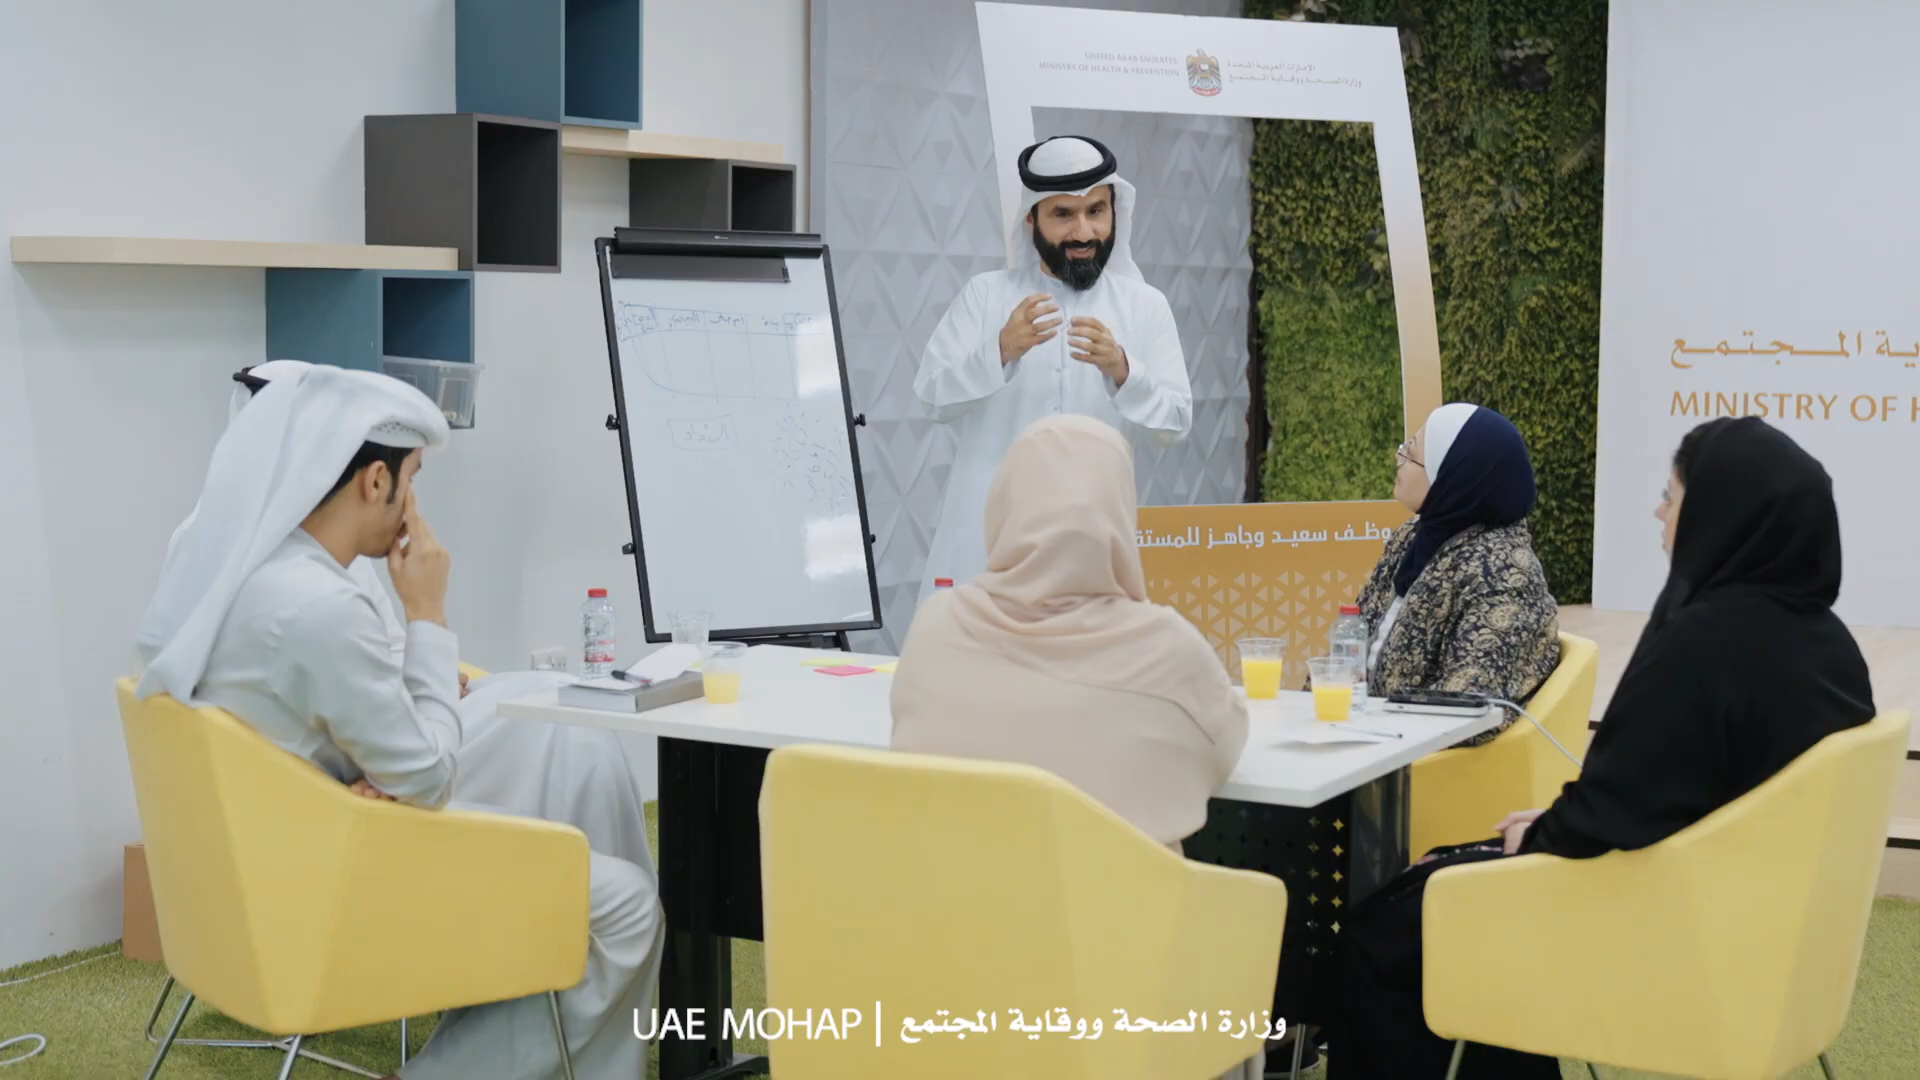 UNITED ARAB EMIRATES
MINISTRY OF HEALTH & PREVENTION
الإمارات العربية المتحدة
وزارة الصحة ووقاية المجتمع
ية المجتمع
MINISTRY OF H
وظف سعيد وجاهز للمستق
UAE MOHAP | وزارة الصحة ووقاية المجتمع